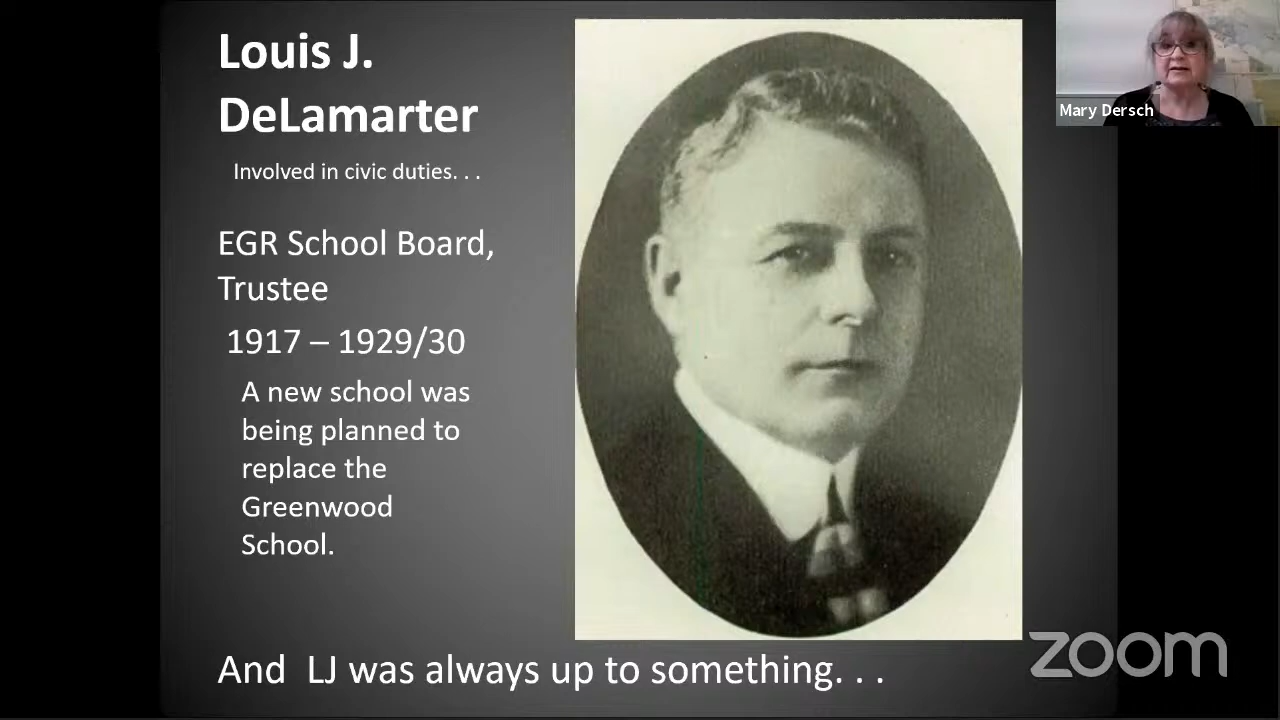 Louis J.
DeLamarter
Involved in civic duties. . .
EGR School Board,
Trustee
1917 – 1929/30
A new school was
being planned to
replace the
Greenwood
School.
And  LJ was always up to something. . .
Mary Dersch
zoom